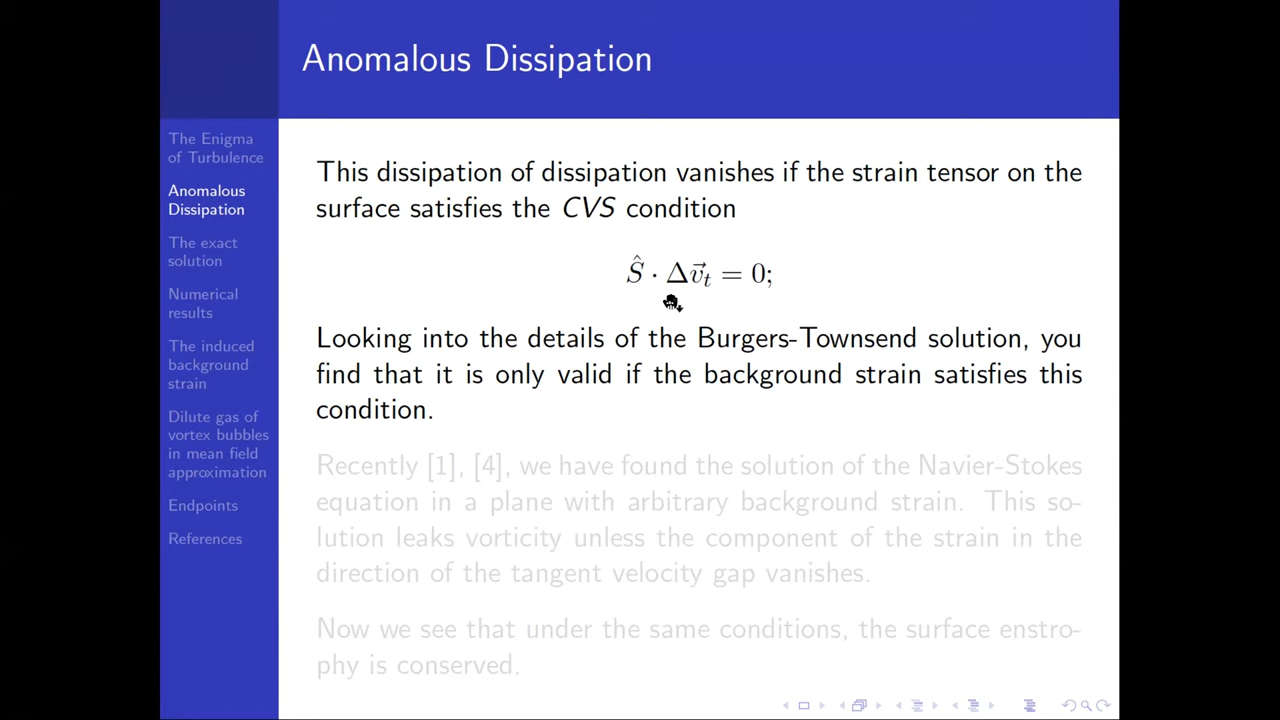 Anomalous Dissipation
The Enigma
of Turbulence
Anomalous
Dissipation
The exact
solution
Numerical
results
The induced
background
strain
Dilute gas of
vortex bubbles
in mean field
approximation
Endpoints
References
This dissipation of dissipation vanishes if the strain tensor on the
surface satisfies the CVS condition
Ŝ · Δv⃗ₜ = 0;
Looking into the details of the Burgers-Townsend solution, you
find that it is only valid if the background strain satisfies this
condition.
Recently [1], [4], we have found the solution of the Navier-Stokes
equation in a plane with arbitrary background strain. This so-
lution leaks vorticity unless the component of the strain in the
direction of the tangent velocity gap vanishes.
Now we see that under the same conditions, the surface enstro-
phy is conserved.